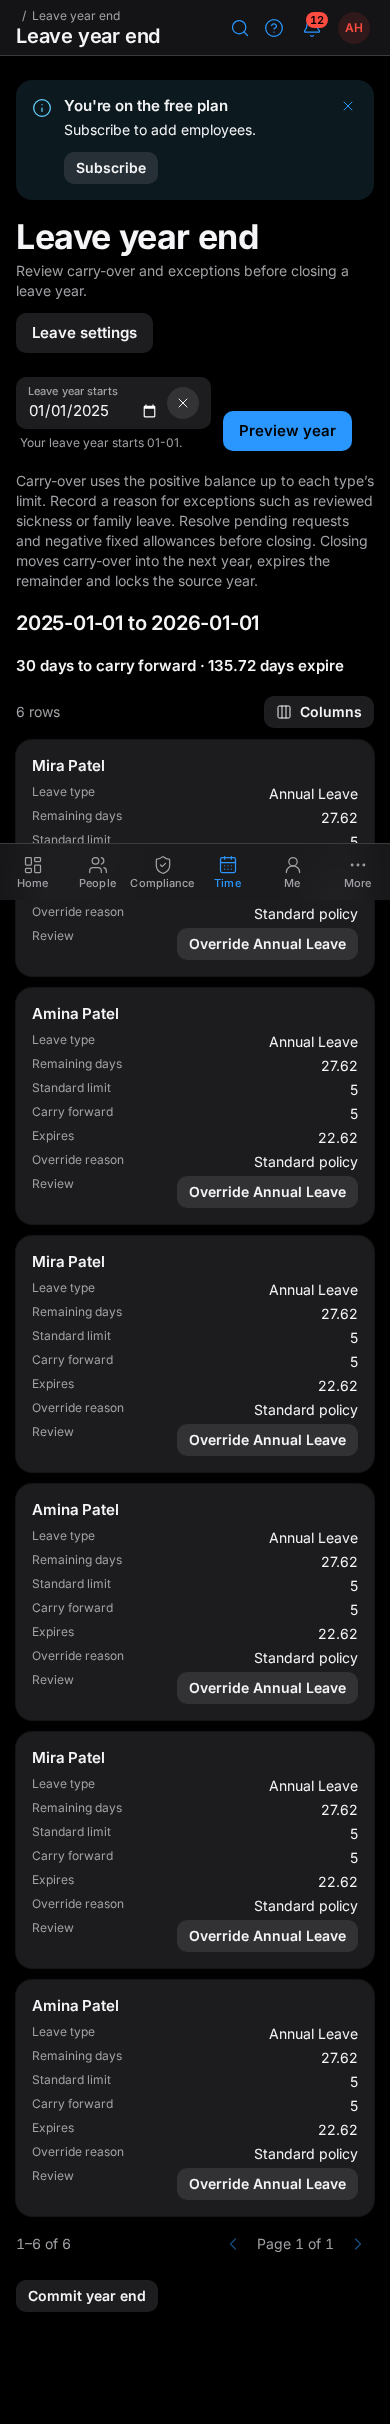 / Leave year end
Leave year end
12
AH
You're on the free plan
Subscribe to add employees.
Subscribe
Leave year end
Review carry-over and exceptions before closing a
leave year.
Leave settings
Leave year starts
01/01/2025
Your leave year starts 01-01.
Preview year
Carry-over uses the positive balance up to each type's
limit. Record a reason for exceptions such as reviewed
sickness or family leave. Resolve pending requests
and negative fixed allowances before closing. Closing
moves carry-over into the next year, expires the
remainder and locks the source year.
2025-01-01 to 2026-01-01
30 days to carry forward · 135.72 days expire
6 rows
Columns
Mira Patel
Leave type Annual Leave
Remaining days 27.62
Standard limit 5
Home People Compliance Time Me More
Override reason Standard policy
Review Override Annual Leave
Amina Patel
Leave type Annual Leave
Remaining days 27.62
Standard limit 5
Carry forward 5
Expires 22.62
Override reason Standard policy
Review Override Annual Leave
Mira Patel
Leave type Annual Leave
Remaining days 27.62
Standard limit 5
Carry forward 5
Expires 22.62
Override reason Standard policy
Review Override Annual Leave
Amina Patel
Leave type Annual Leave
Remaining days 27.62
Standard limit 5
Carry forward 5
Expires 22.62
Override reason Standard policy
Review Override Annual Leave
Mira Patel
Leave type Annual Leave
Remaining days 27.62
Standard limit 5
Carry forward 5
Expires 22.62
Override reason Standard policy
Review Override Annual Leave
Amina Patel
Leave type Annual Leave
Remaining days 27.62
Standard limit 5
Carry forward 5
Expires 22.62
Override reason Standard policy
Review Override Annual Leave
1–6 of 6
Page 1 of 1
Commit year end